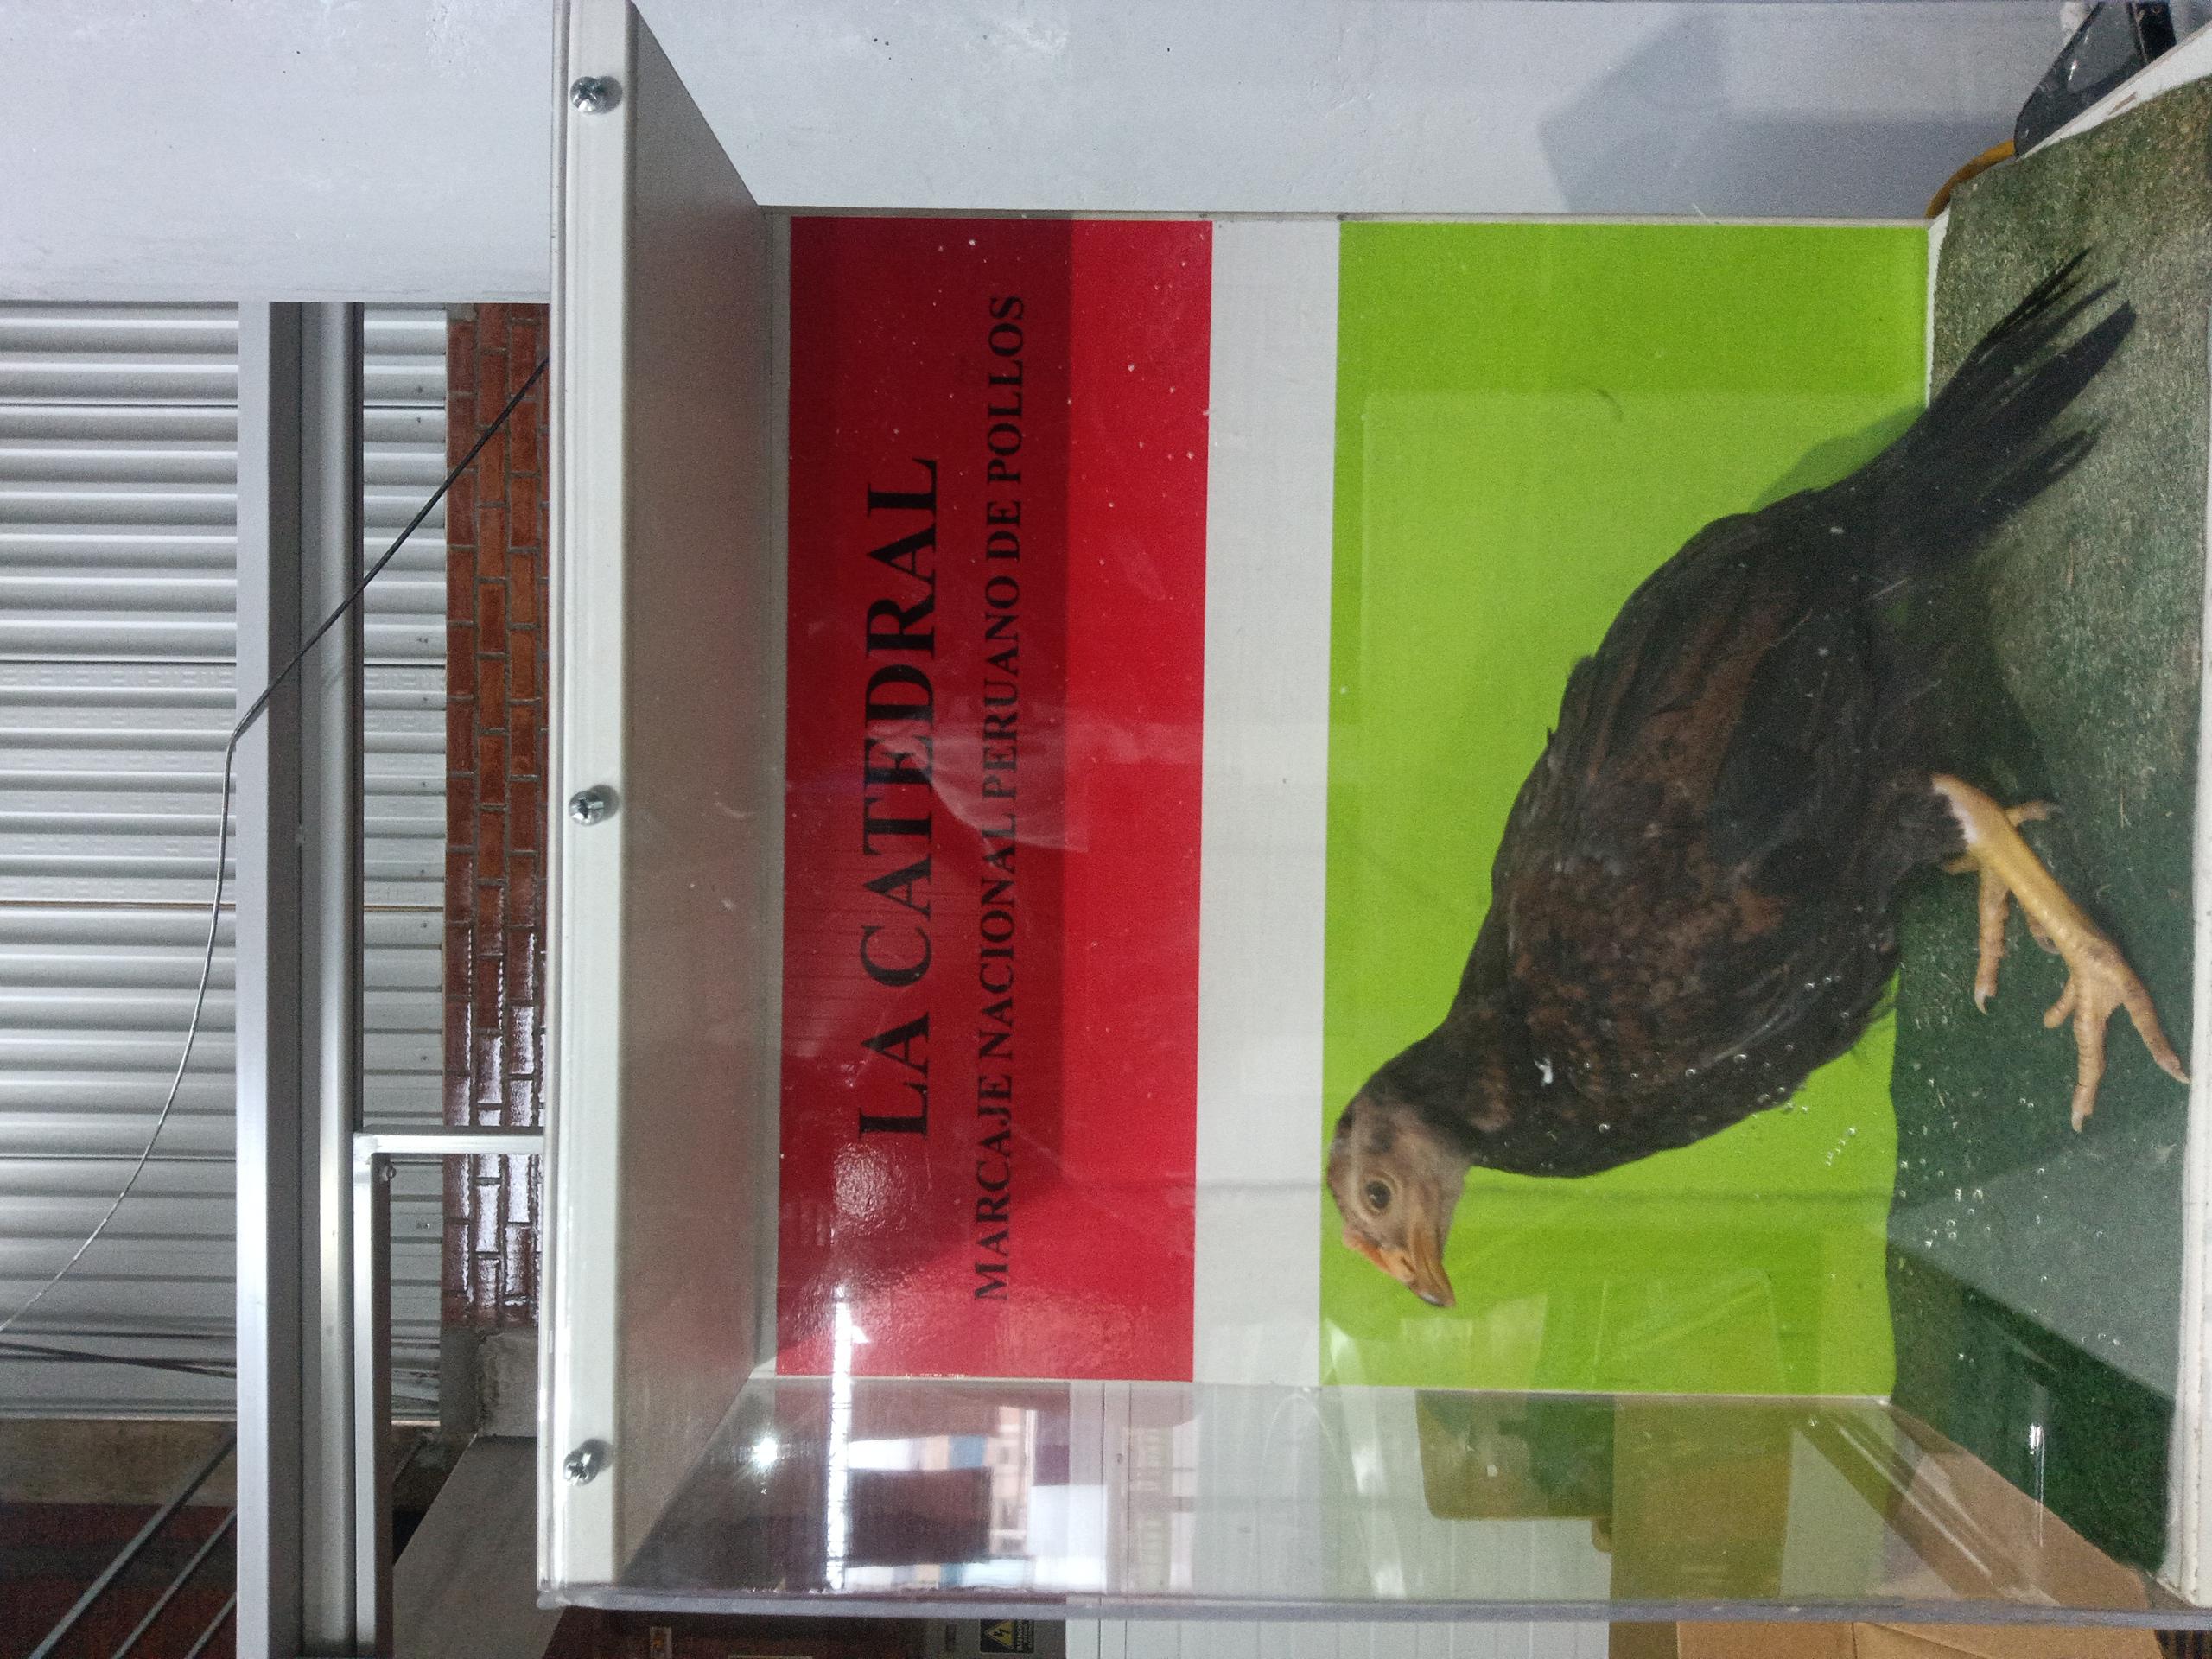 LA CATEDRAL
MARCAJE NACIONAL PERUANO DE POLLOS